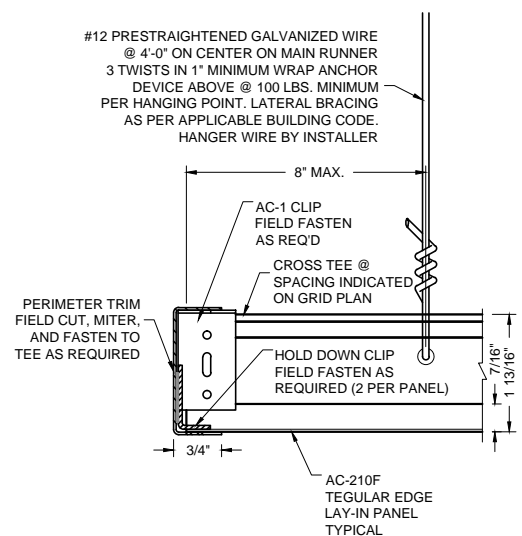 #12 PRESTRAIGHTENED GALVANIZED WIRE
@ 4'-0" ON CENTER ON MAIN RUNNER
3 TWISTS IN 1" MINIMUM WRAP ANCHOR
DEVICE ABOVE @ 100 LBS. MINIMUM
PER HANGING POINT. LATERAL BRACING
AS PER APPLICABLE BUILDING CODE.
HANGER WIRE BY INSTALLER
8" MAX.
AC-1 CLIP
FIELD FASTEN
AS REQ'D
CROSS TEE @
SPACING INDICATED
ON GRID PLAN
PERIMETER TRIM
FIELD CUT, MITER,
AND FASTEN TO
TEE AS REQUIRED
HOLD DOWN CLIP
FIELD FASTEN AS
REQUIRED (2 PER PANEL)
7/16"
1 13/16"
3/4"
AC-210F
TEGULAR EDGE
LAY-IN PANEL
TYPICAL